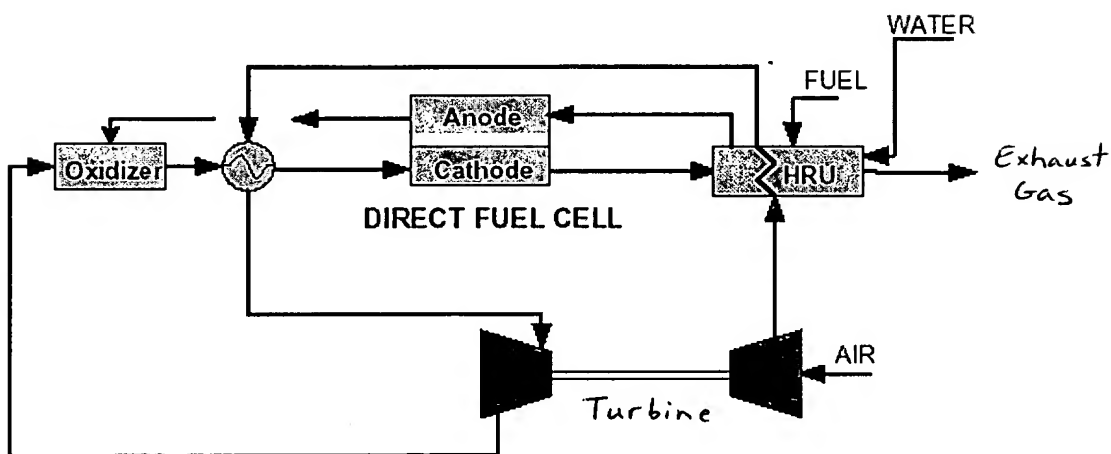 WATER
FUEL
Anode
Oxidizer
Cathode
HRU
Exhaust
Gas
DIRECT FUEL CELL
AIR
Turbine